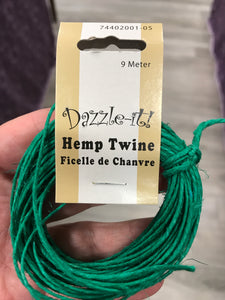 74402001-05
9 Meter
Dazzle-it!
Hemp Twine
Ficelle de Chanvre